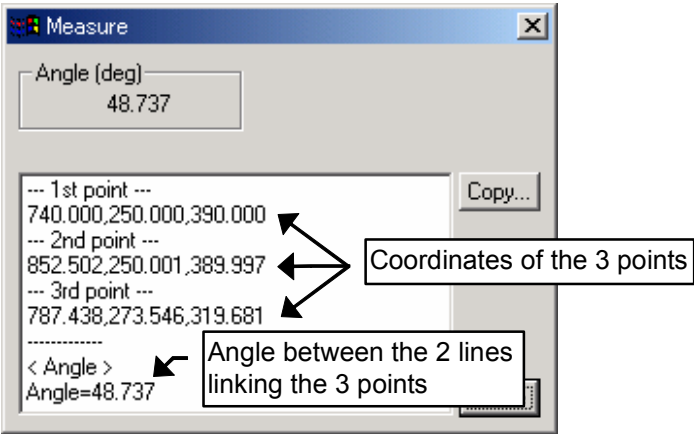 Measure
Angle (deg)
48.737
--- 1st point ---
740.000,250.000,390.000
--- 2nd point ---
852.502,250.001,389.997
--- 3rd point ---
787.438,273.546,319.681
-------------
< Angle >
Angle=48.737
Copy...
Coordinates of the 3 points
Angle between the 2 lines
linking the 3 points